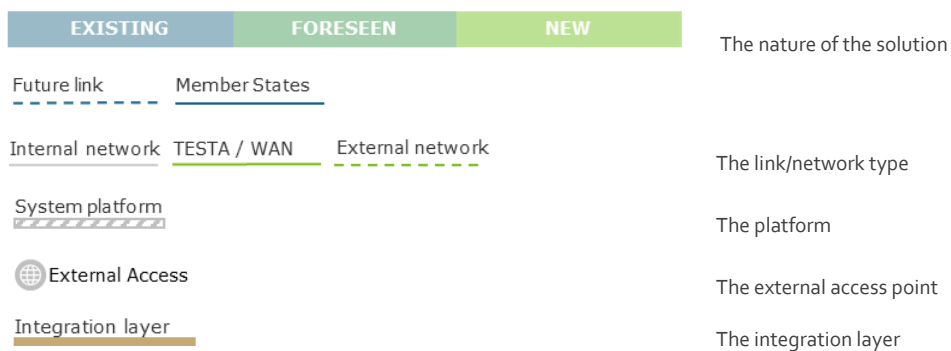 EXISTING FORESEEN NEW
The nature of the solution
Future link Member States
Internal network TESTA / WAN External network
The link/network type
System platform
The platform
External Access
The external access point
Integration layer
The integration layer